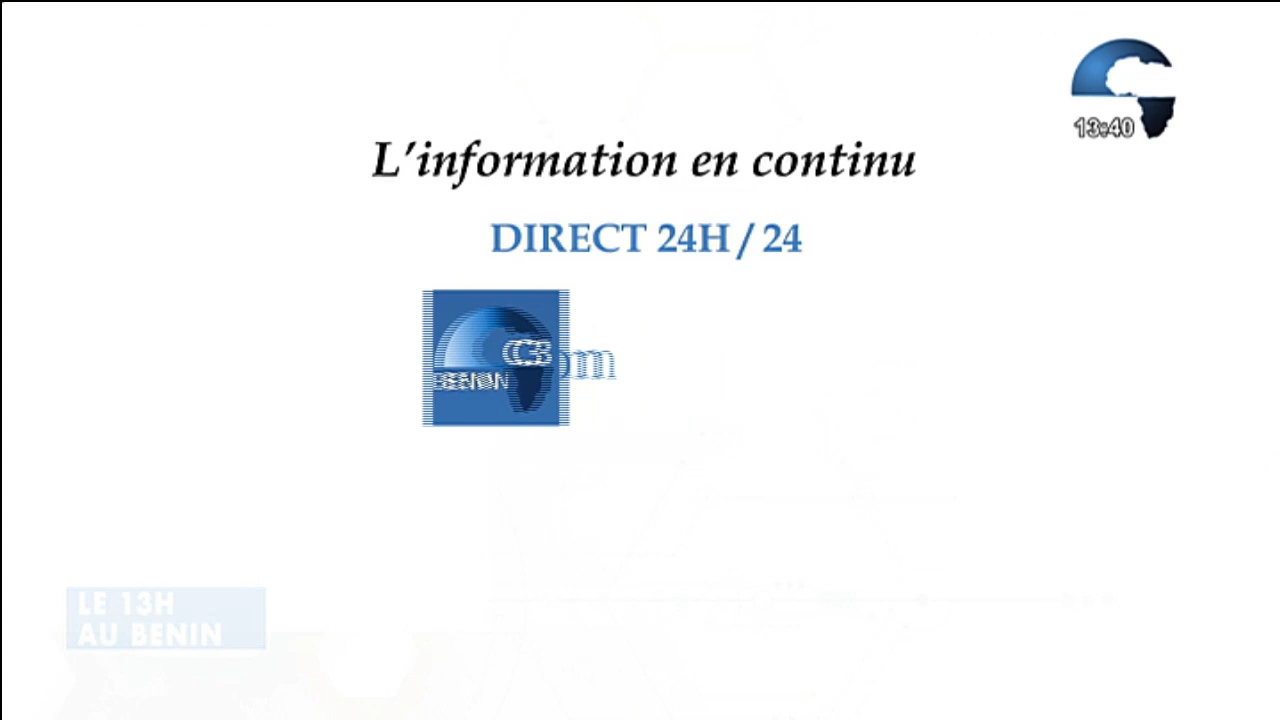 13:40
L'information en continu
DIRECT 24H / 24
LE 13H
AU BENIN